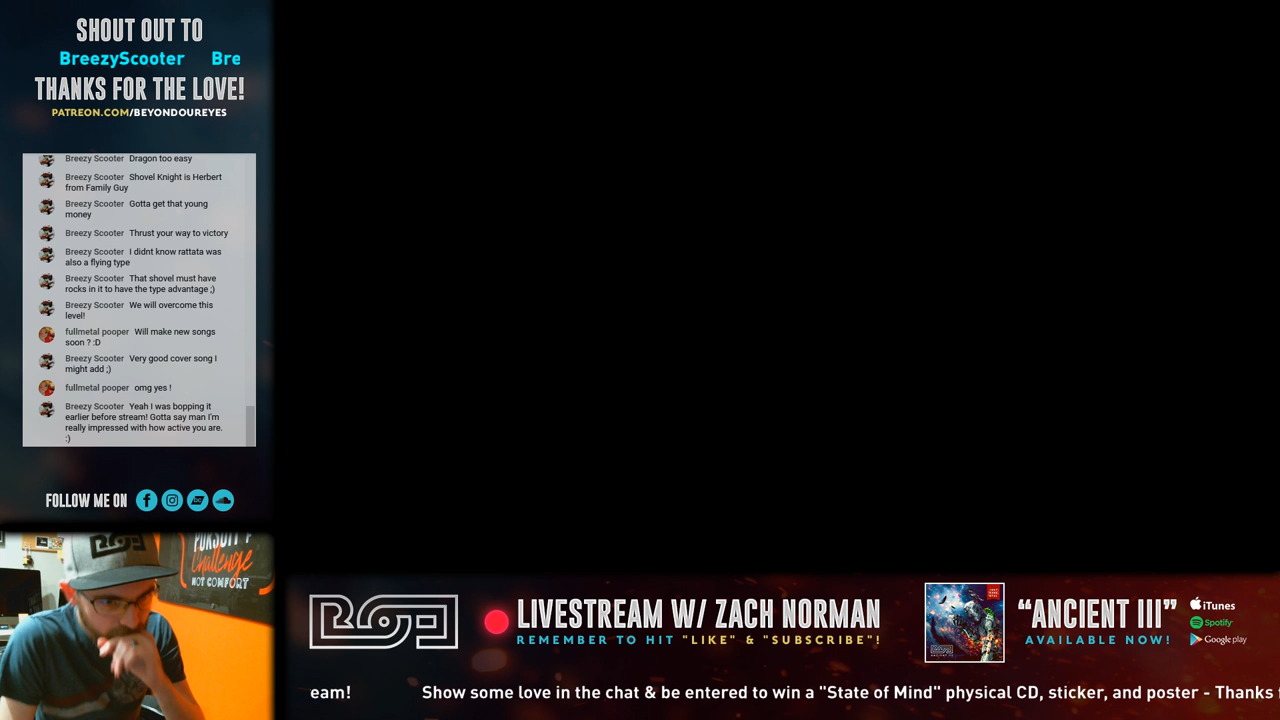 SHOUT OUT TO
BreezyScooter Bre
THANKS FOR THE LOVE!
PATREON.COM/BEYONDOUREYES
Breezy Scooter Dragon too easy
Breezy Scooter Shovel Knight is Herbert
from Family Guy
Breezy Scooter Gotta get that young
money
Breezy Scooter Thrust your way to victory
Breezy Scooter I didnt know rattata was
also a flying type
Breezy Scooter That shovel must have
rocks in it to have the type advantage ;)
Breezy Scooter We will overcome this
level!
fullmetal pooper Will make new songs
soon ? :D
Breezy Scooter Very good cover song I
might add ;)
fullmetal pooper omg yes !
Breezy Scooter Yeah I was bopping it
earlier before stream! Gotta say man I'm
really impressed with how active you are.
:)
FOLLOW ME ON
PURSUIT
Challenge
NOT COMFORT
LIVESTREAM W/ ZACH NORMAN
REMEMBER TO HIT "LIKE" & "SUBSCRIBE"!
"ANCIENT III"
AVAILABLE NOW!
iTunes
Spotify
Google play
eam! Show some love in the chat & be entered to win a "State of Mind" physical CD, sticker, and poster - Thanks